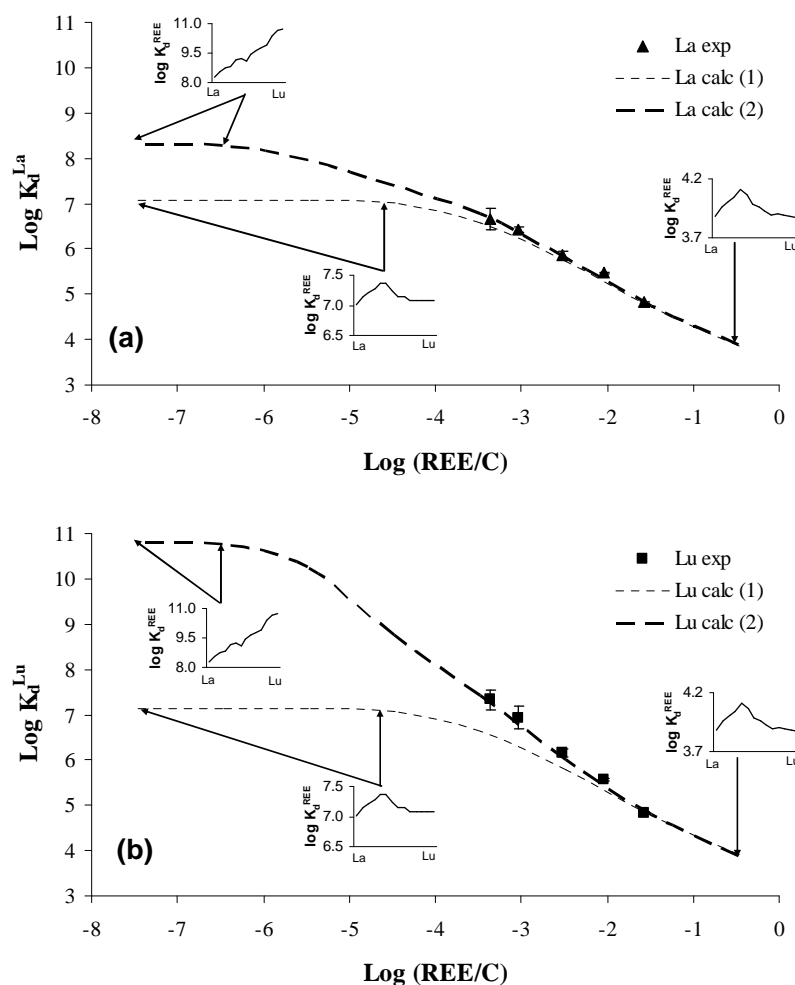 11
10
9
8
7
6
5
4
3
Log K_d^La
-8 -7 -6 -5 -4 -3 -2 -1 0
Log (REE/C)
(a)
La exp
La calc (1)
La calc (2)
log K_d^REE
11.0
9.5
8.0
La Lu
log K_d^REE
7.5
7.0
6.5
La Lu
log K_d^REE
4.2
3.7
La Lu
11
10
9
8
7
6
5
4
3
Log K_d^Lu
-8 -7 -6 -5 -4 -3 -2 -1 0
Log (REE/C)
(b)
Lu exp
Lu calc (1)
Lu calc (2)
log K_d^REE
11.0
9.5
8.0
La Lu
log K_d^REE
7.5
7.0
6.5
La Lu
log K_d^REE
4.2
3.7
La Lu